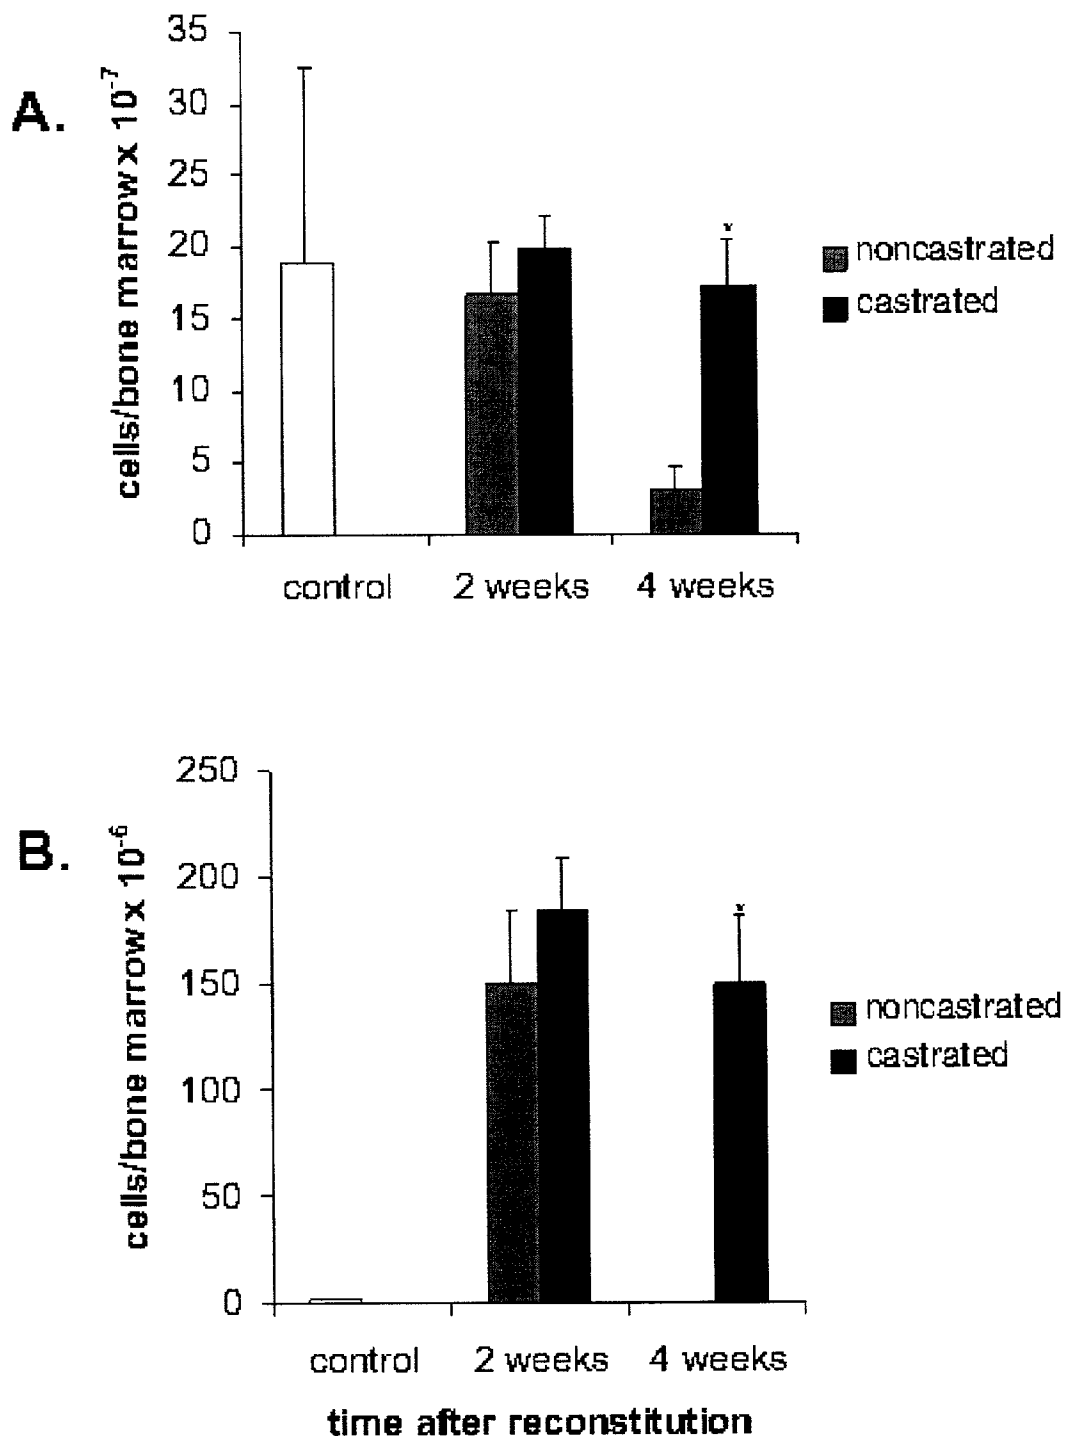 A.
cells/bone marrow x 10⁻⁷
35
30
25
20
15
10
5
0
control 2 weeks 4 weeks
*
noncastrated
castrated
B.
cells/bone marrow x 10⁻⁶
250
200
150
100
50
0
control 2 weeks 4 weeks
*
noncastrated
castrated
time after reconstitution